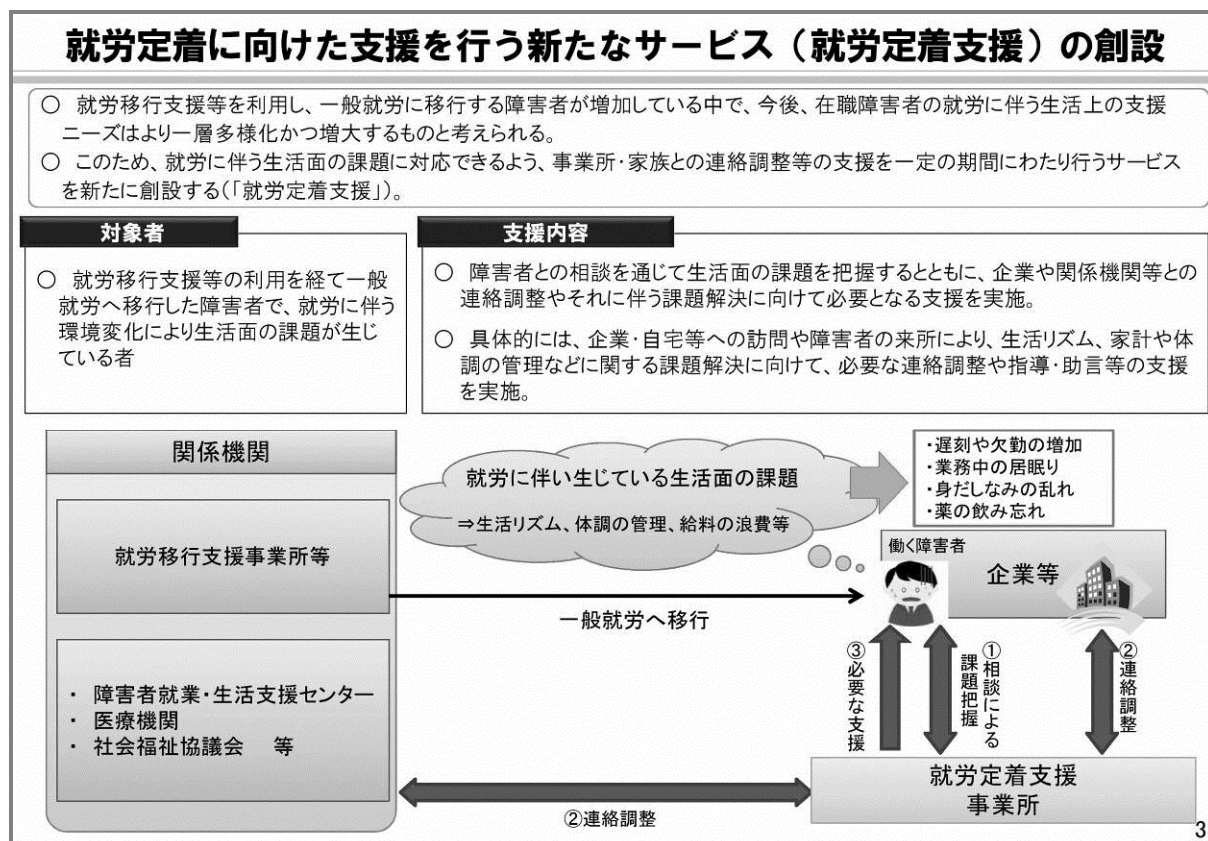 就労定着に向けた支援を行う新たなサービス（就労定着支援）の創設
○ 就労移行支援等を利用し、一般就労に移行する障害者が増加している中で、今後、在職障害者の就労に伴う生活上の支援
ニーズはより一層多様化かつ増大するものと考えられる。
○ このため、就労に伴う生活面の課題に対応できるよう、事業所・家族との連絡調整等の支援を一定の期間にわたり行うサービス
を新たに創設する（「就労定着支援」）。
対象者
○ 就労移行支援等の利用を経て一般
就労へ移行した障害者で、就労に伴う
環境変化により生活面の課題が生じ
ている者
支援内容
○ 障害者との相談を通じて生活面の課題を把握するとともに、企業や関係機関等との
連絡調整やそれに伴う課題解決に向けて必要となる支援を実施。
○ 具体的には、企業・自宅等への訪問や障害者の来所により、生活リズム、家計や体
調の管理などに関する課題解決に向けて、必要な連絡調整や指導・助言等の支援
を実施。
関係機関
就労移行支援事業所等
・ 障害者就業・生活支援センター
・ 医療機関
・ 社会福祉協議会 等
就労に伴い生じている生活面の課題
⇒生活リズム、体調の管理、給料の浪費等
・遅刻や欠勤の増加
・業務中の居眠り
・身だしなみの乱れ
・薬の飲み忘れ
働く障害者
企業等
一般就労へ移行
③必要な支援
①相談による
課題把握
②連絡調整
就労定着支援
事業所
②連絡調整
3